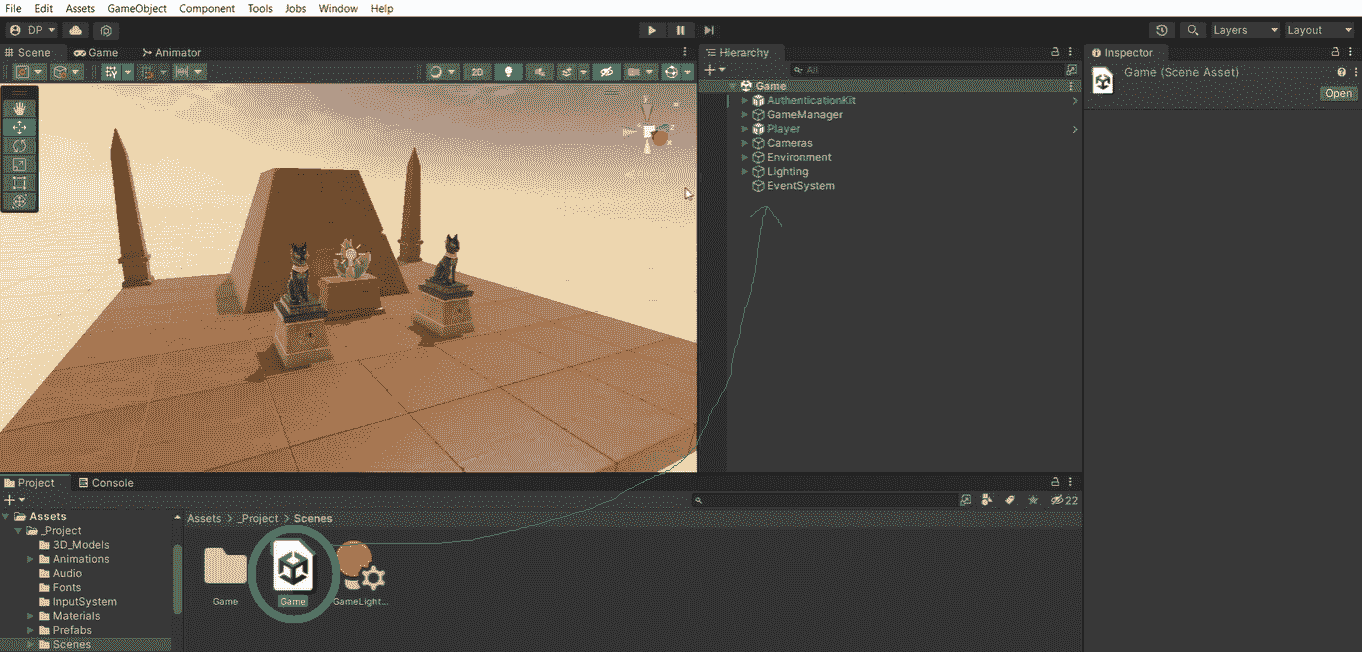 File Edit Assets GameObject Component Tools Jobs Window Help
DP Layers Layout
Scene Game Animator
Hierarchy
Inspector
2D
All
Game (Scene Asset)
Open
Game
AuthenticationKit
GameManager
Player
Cameras
Environment
Lighting
EventSystem
y
z
x
Project Console
22
Assets
_Project
3D_Models
Animations
Audio
Fonts
InputSystem
Materials
Prefabs
Scenes
Assets > _Project > Scenes
Game Game GameLight...